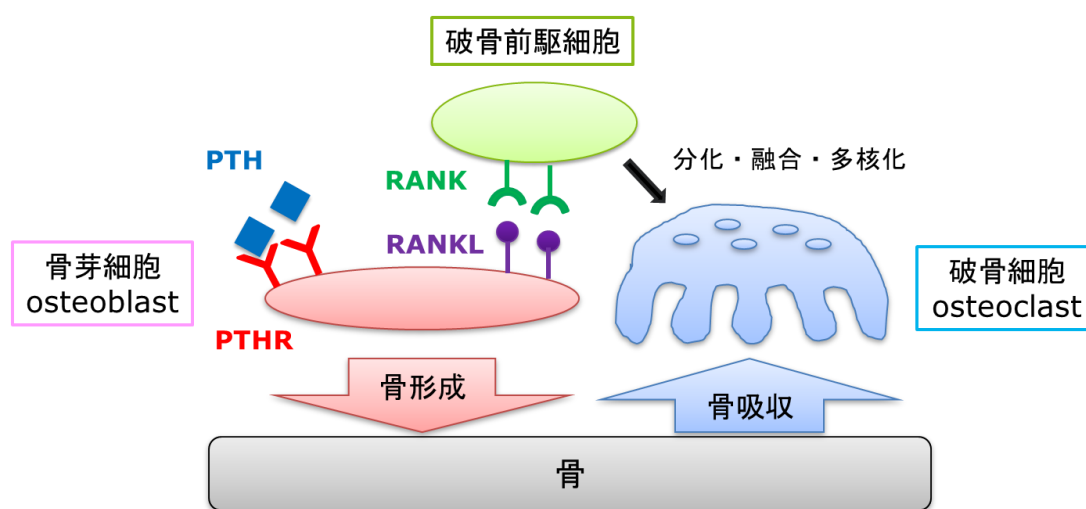 破骨前駆細胞
PTH
RANK
分化・融合・多核化
RANKL
骨芽細胞
osteoblast
破骨細胞
osteoclast
PTHR
骨形成
骨吸収
骨